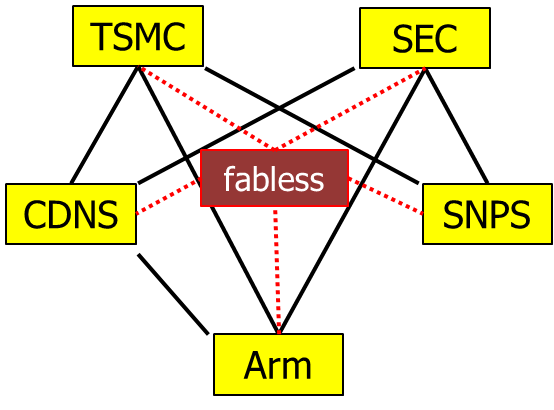 TSMC
SEC
fabless
CDNS
SNPS
Arm